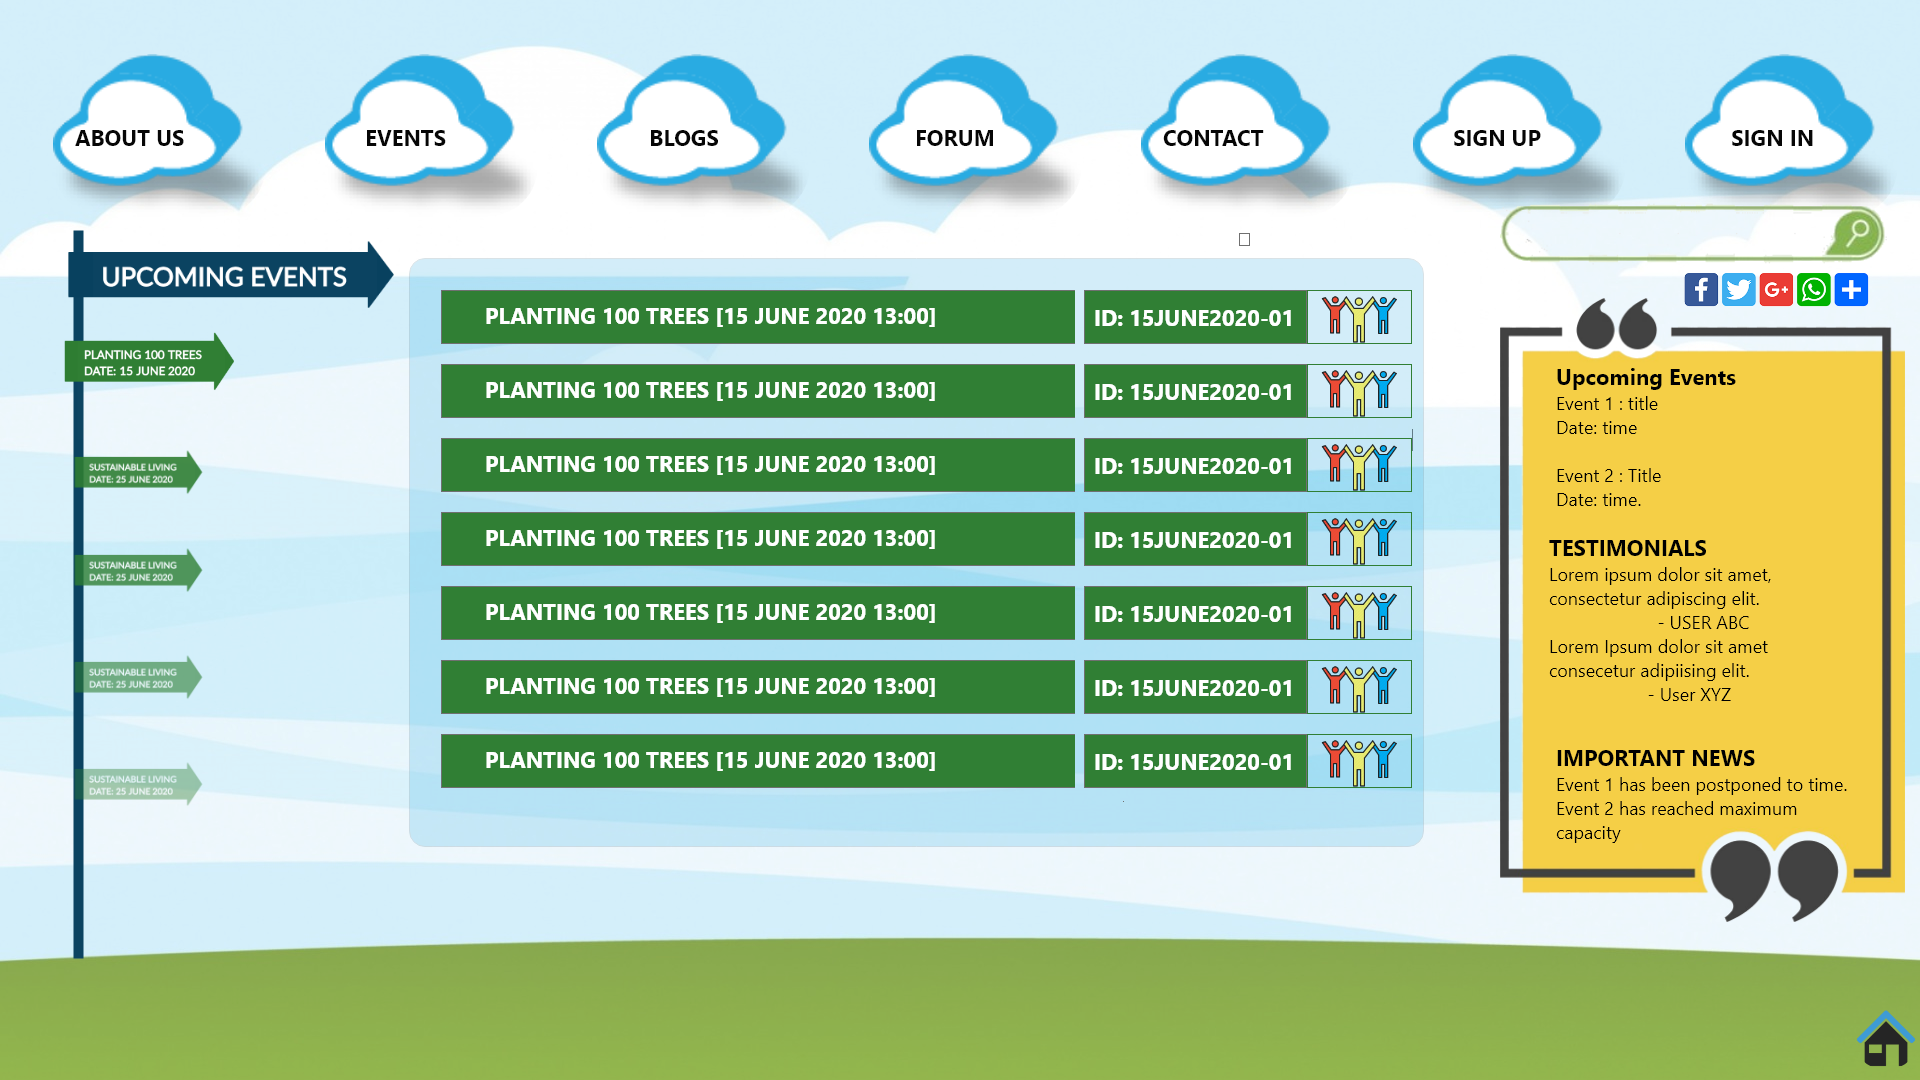 ABOUT US
EVENTS
BLOGS
FORUM
CONTACT
SIGN UP
SIGN IN
UPCOMING EVENTS
PLANTING 100 TREES
DATE: 15 JUNE 2020
SUSTAINABLE LIVING
DATE: 25 JUNE 2020
SUSTAINABLE LIVING
DATE: 25 JUNE 2020
SUSTAINABLE LIVING
DATE: 25 JUNE 2020
SUSTAINABLE LIVING
DATE: 25 JUNE 2020
PLANTING 100 TREES [15 JUNE 2020 13:00]
ID: 15JUNE2020-01
PLANTING 100 TREES [15 JUNE 2020 13:00]
ID: 15JUNE2020-01
PLANTING 100 TREES [15 JUNE 2020 13:00]
ID: 15JUNE2020-01
PLANTING 100 TREES [15 JUNE 2020 13:00]
ID: 15JUNE2020-01
PLANTING 100 TREES [15 JUNE 2020 13:00]
ID: 15JUNE2020-01
PLANTING 100 TREES [15 JUNE 2020 13:00]
ID: 15JUNE2020-01
PLANTING 100 TREES [15 JUNE 2020 13:00]
ID: 15JUNE2020-01
Upcoming Events
Event 1 : title
Date: time
Event 2 : Title
Date: time.
TESTIMONIALS
Lorem ipsum dolor sit amet,
consectetur adipiscing elit.
- USER ABC
Lorem Ipsum dolor sit amet
consecetur adipiising elit.
- User XYZ
IMPORTANT NEWS
Event 1 has been postponed to time.
Event 2 has reached maximum
capacity